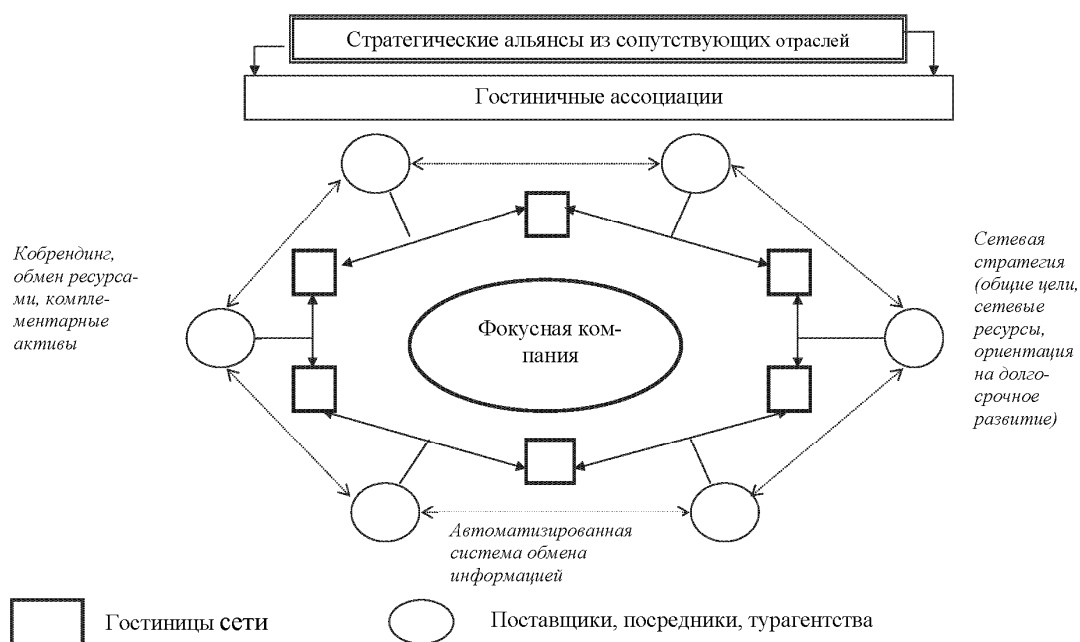 Стратегические альянсы из сопутствующих отраслей
Гостиничные ассоциации
Кобрендинг,
обмен ресурса-
ми, компле-
ментарные
активы
Фокусная ком-
пания
Сетевая
стратегия
(общие цели,
сетевые
ресурсы,
ориентация
на долго-
срочное
развитие)
Автоматизированная
система обмена
информацией
Гостиницы сети
Поставщики, посредники, турагентства